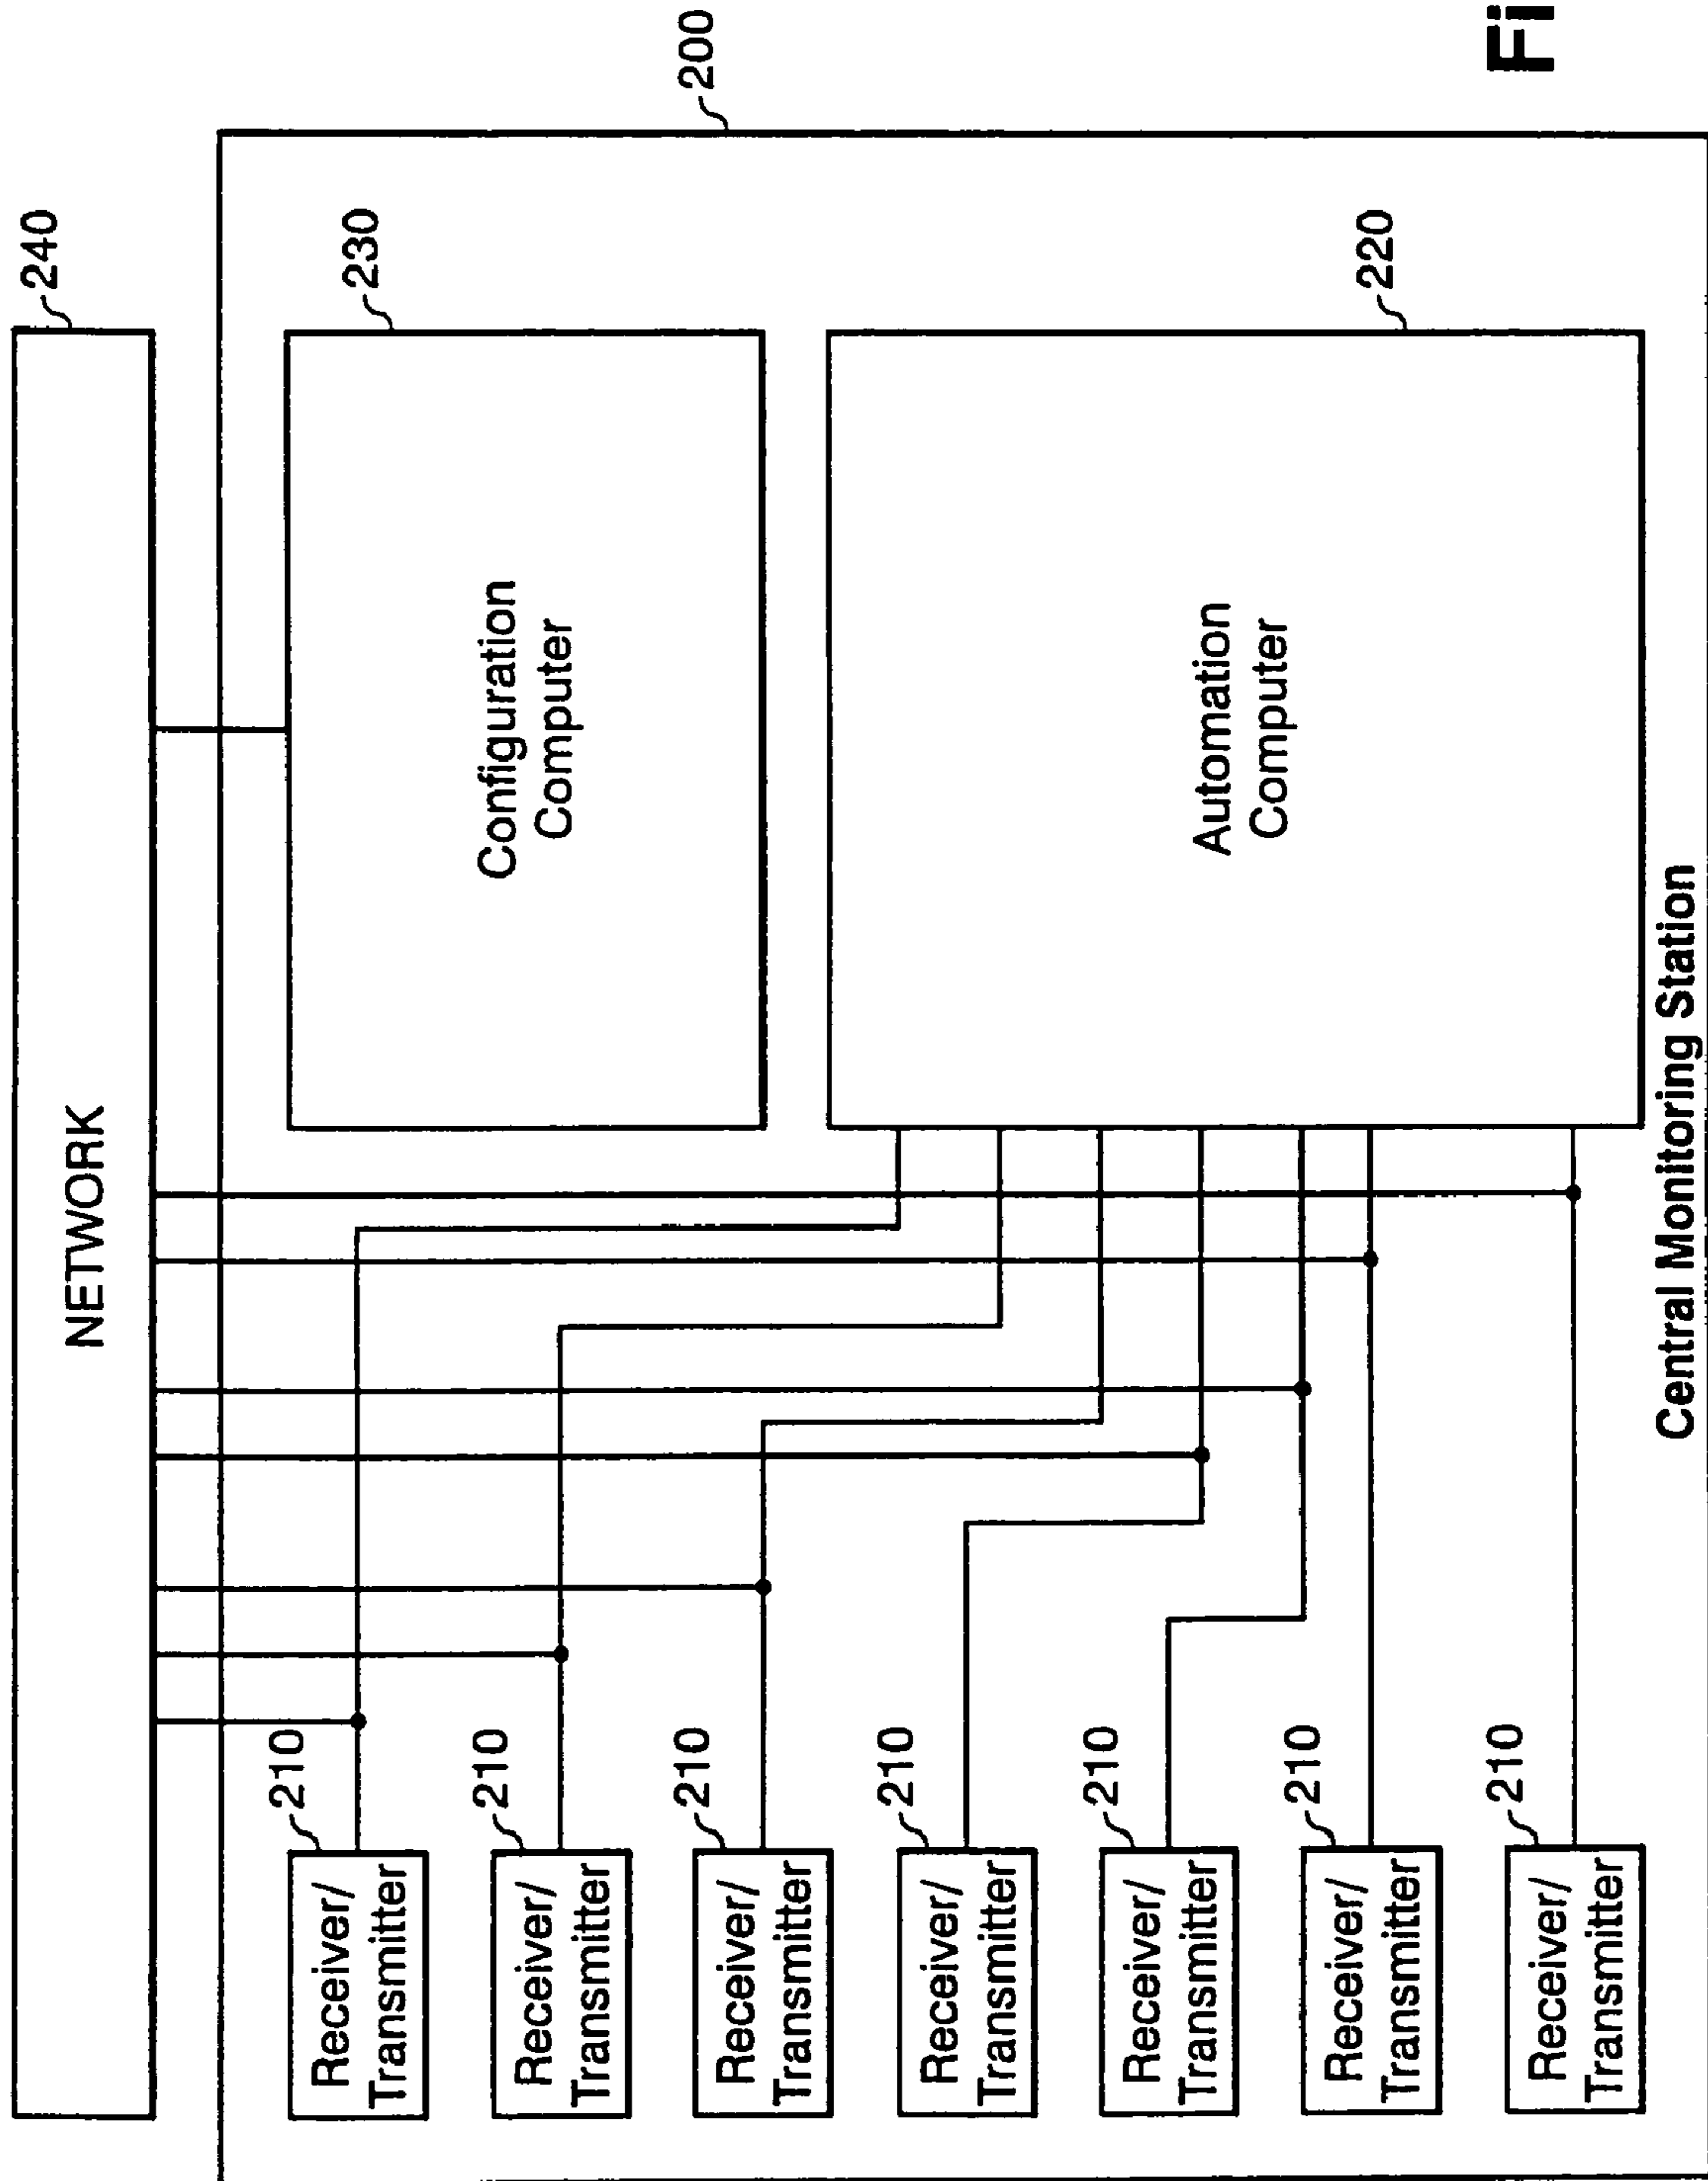 NETWORK
240
200
230
Configuration
Computer
220
Automation
Computer
210
Receiver/
Transmitter
210
Receiver/
Transmitter
210
Receiver/
Transmitter
210
Receiver/
Transmitter
210
Receiver/
Transmitter
210
Receiver/
Transmitter
210
Receiver/
Transmitter
Central Monitoring Station
Fi